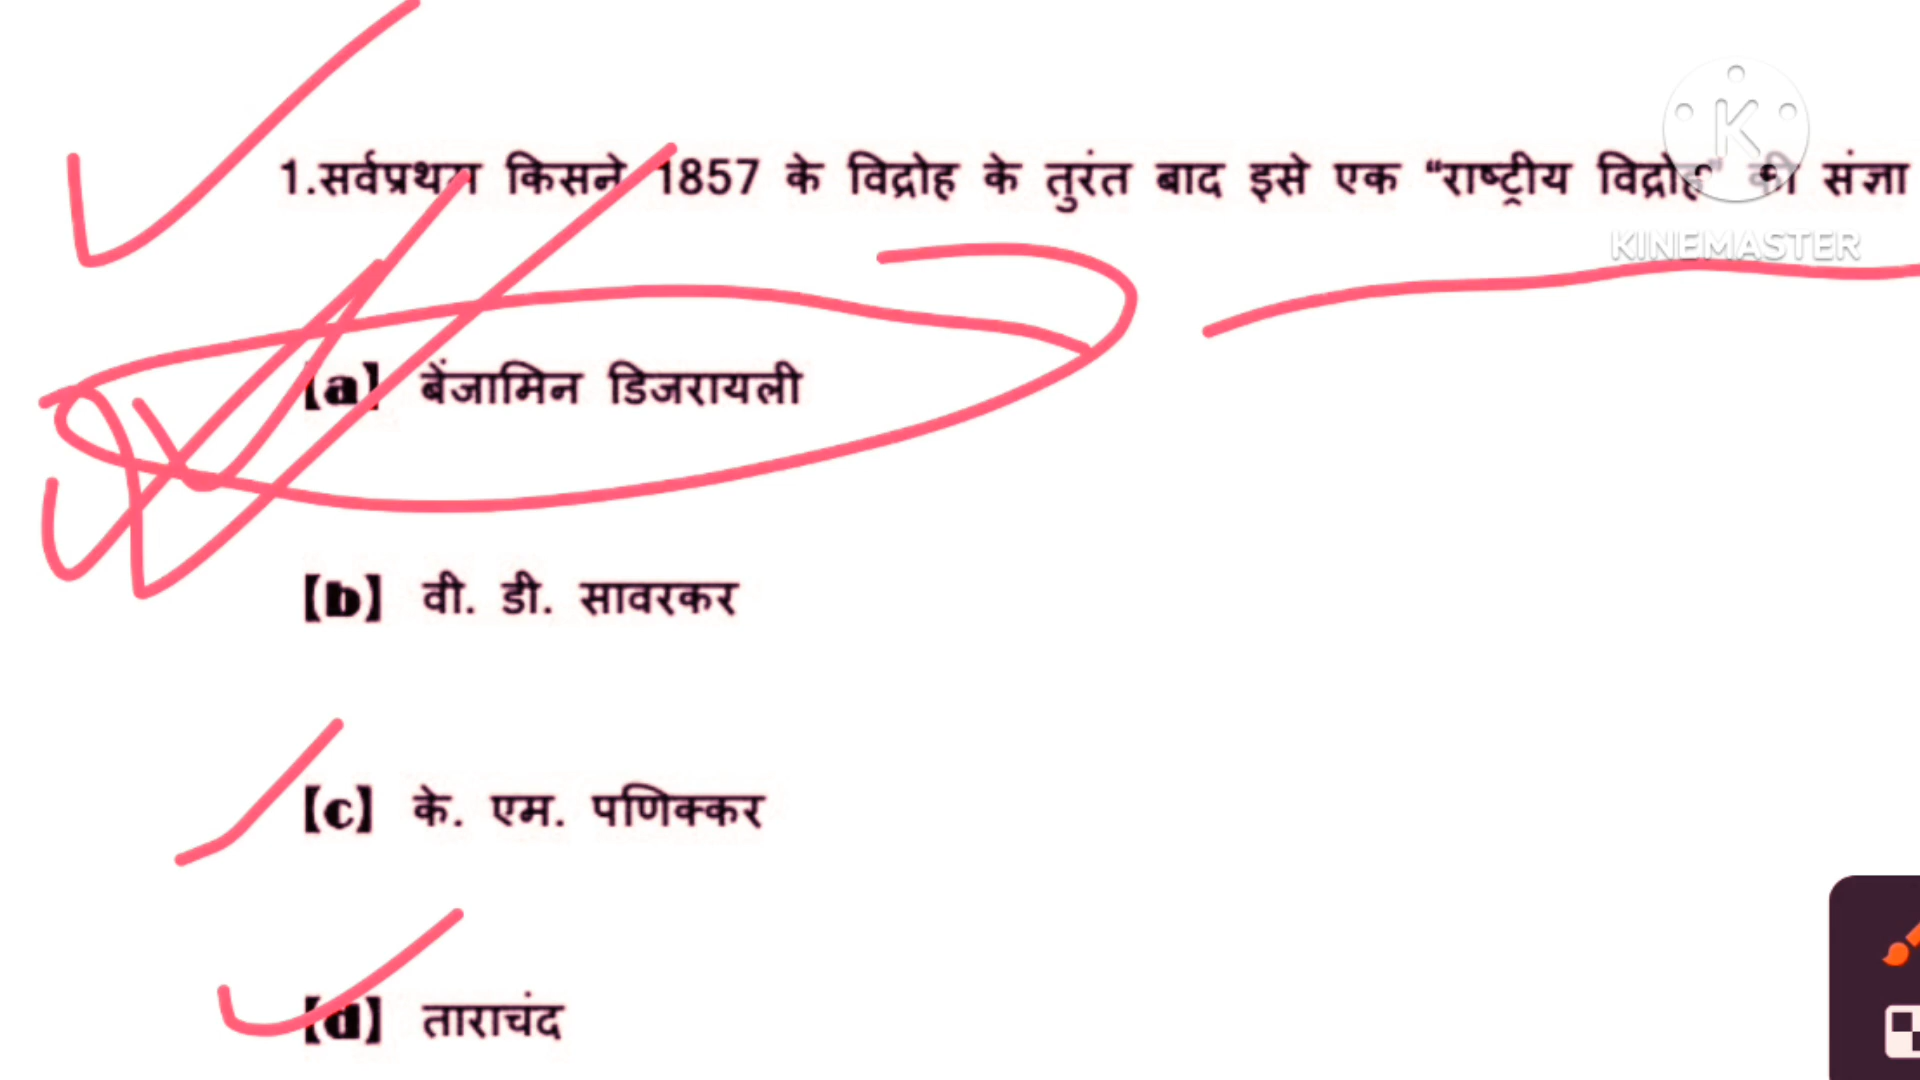 1.सर्वप्रथम किसने 1857 के विद्रोह के तुरंत बाद इसे एक “राष्ट्रीय विद्रोह” की संज्ञा
K
KINEMASTER
【a】 बेंजामिन डिजरायली
【b】 वी. डी. सावरकर
【c】 के. एम. पणिक्कर
【d】 ताराचंद